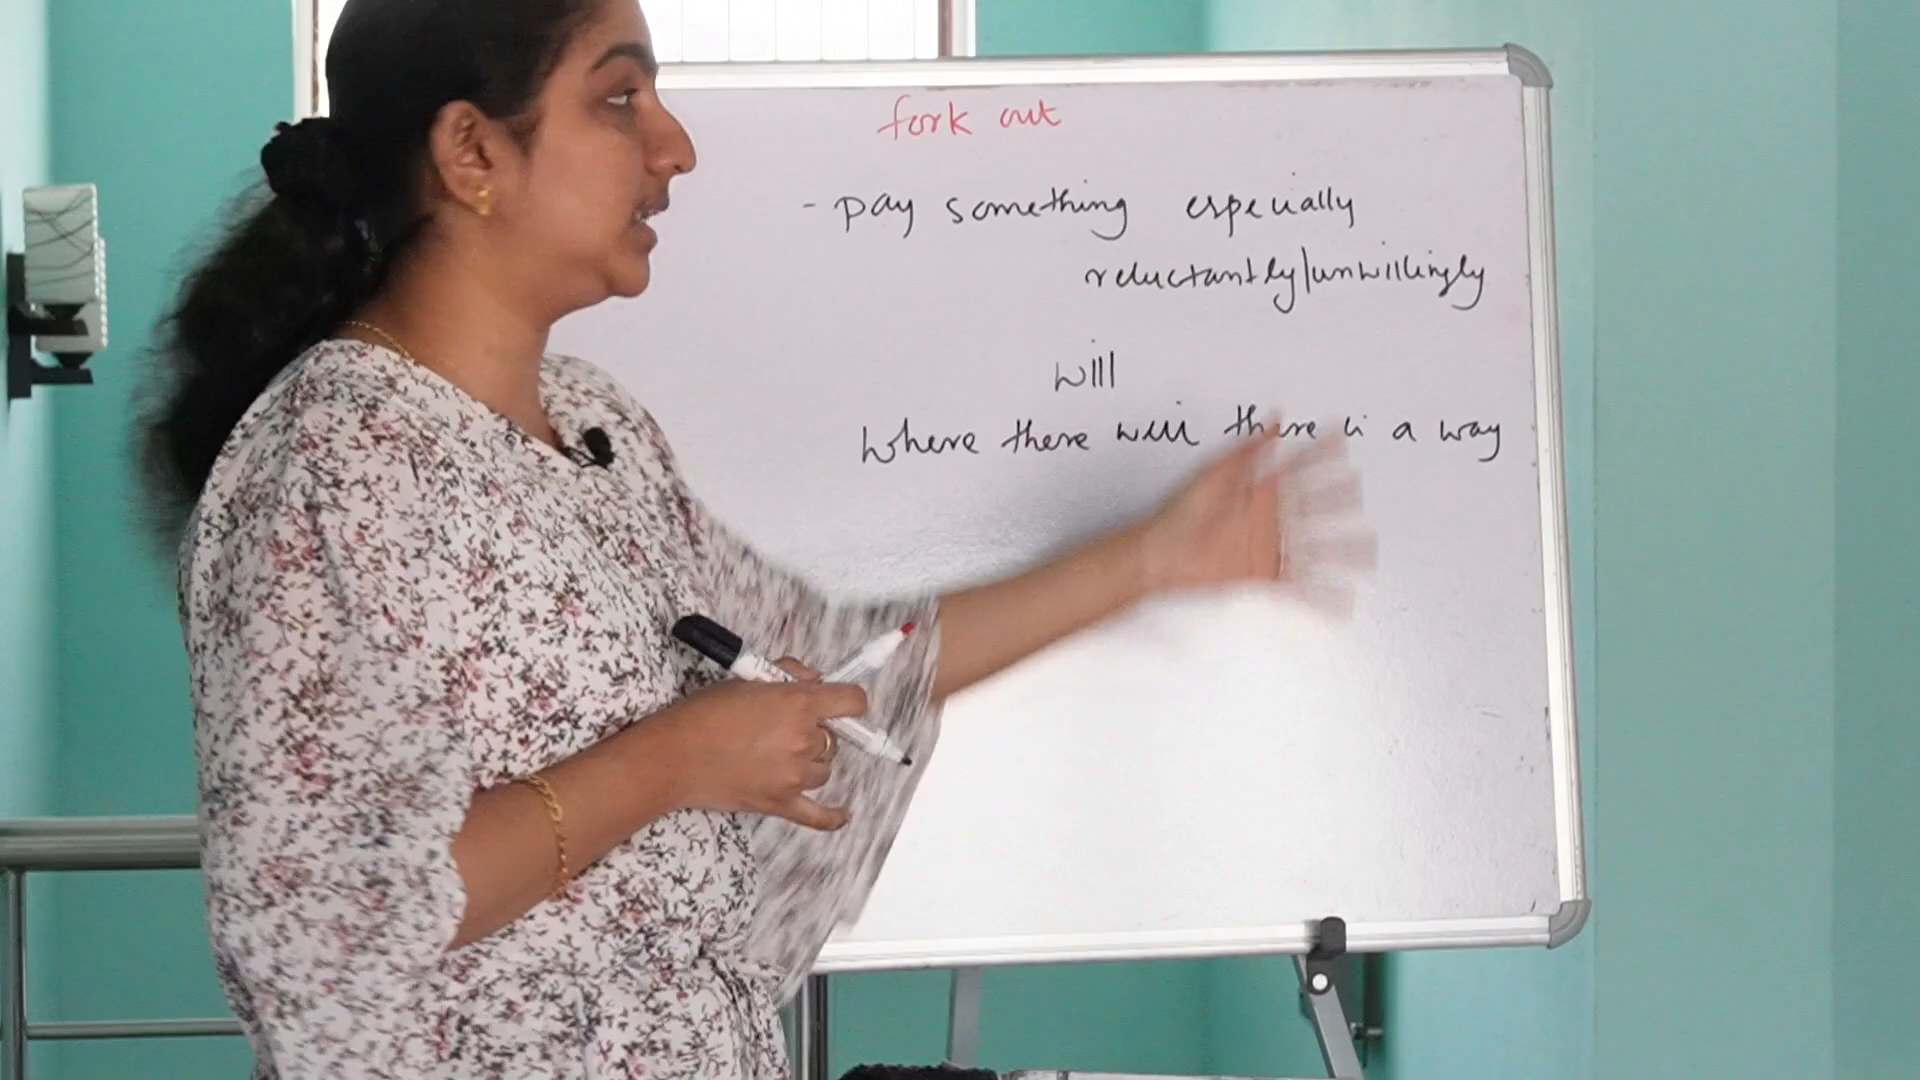 fork out
- pay something especially
reluctantly/unwillingly
will
where there will there is a way